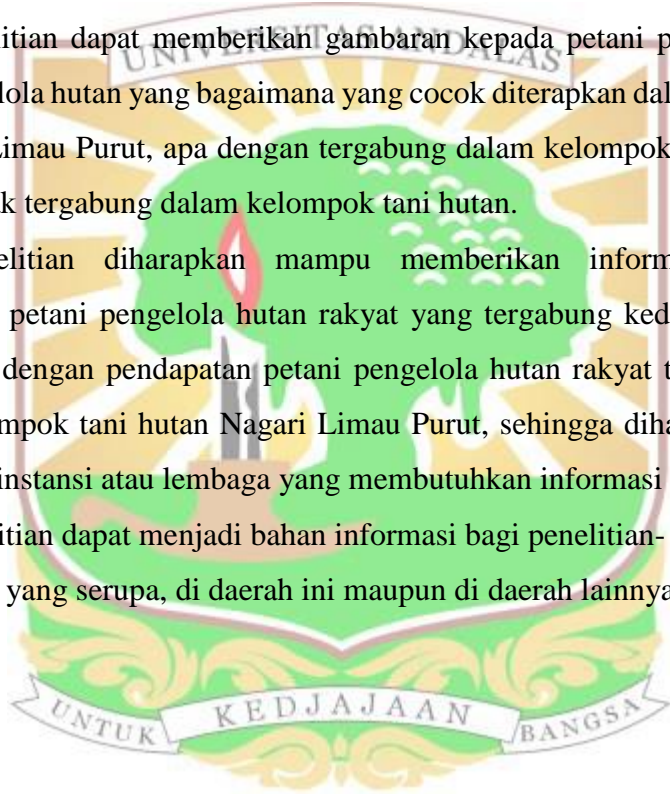 UNIVERSITAS ANDALAS
litian dapat memberikan gambaran kepada petani p
lola hutan yang bagaimana yang cocok diterapkan dal
Limau Purut, apa dengan tergabung dalam kelompok
k tergabung dalam kelompok tani hutan.
elitian diharapkan mampu memberikan inform
petani pengelola hutan rakyat yang tergabung ked
dengan pendapatan petani pengelola hutan rakyat t
mpok tani hutan Nagari Limau Purut, sehingga diha
instansi atau lembaga yang membutuhkan informasi
litian dapat menjadi bahan informasi bagi penelitian-
yang serupa, di daerah ini maupun di daerah lainnya
UNTUK KEDJAJAAN BANGSA